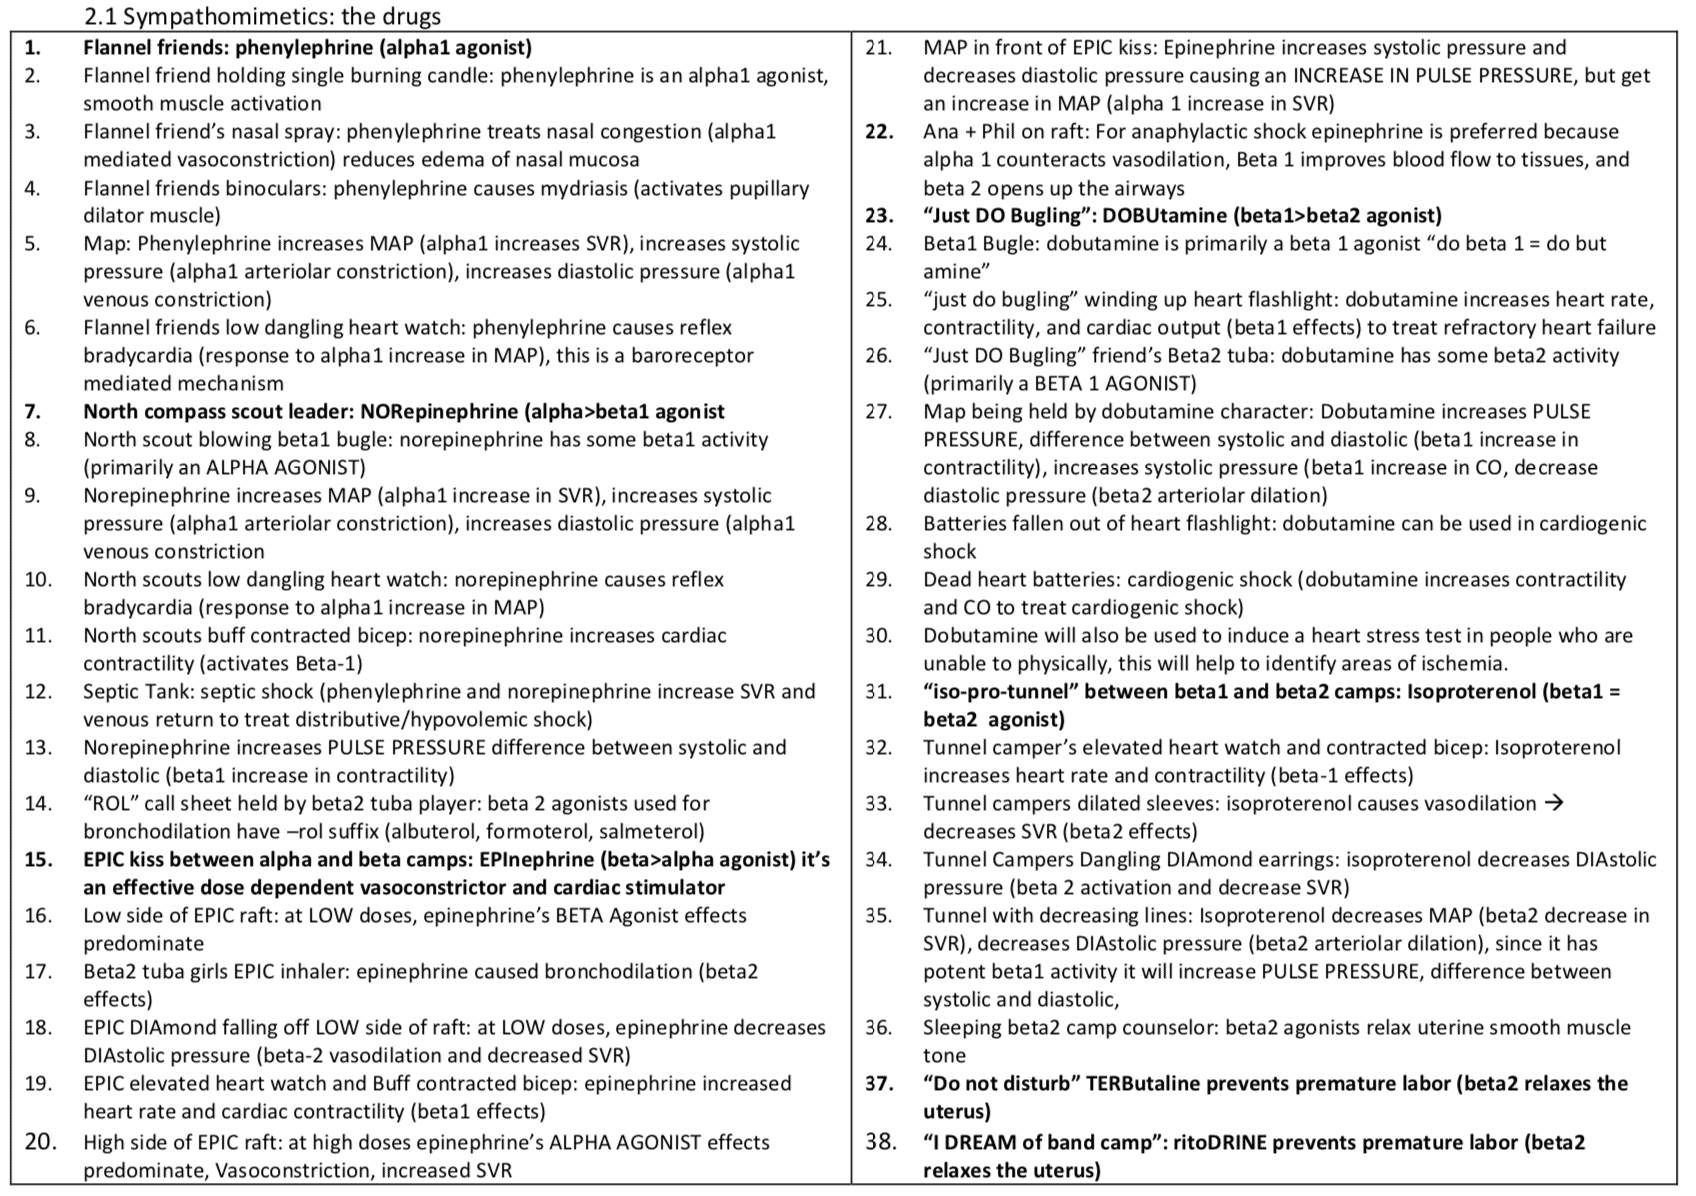 2.1 Sympathomimetics: the drugs
1. Flannel friends: phenylephrine (alpha1 agonist)
2. Flannel friend holding single burning candle: phenylephrine is an alpha1 agonist,
smooth muscle activation
3. Flannel friend’s nasal spray: phenylephrine treats nasal congestion (alpha1
mediated vasoconstriction) reduces edema of nasal mucosa
4. Flannel friends binoculars: phenylephrine causes mydriasis (activates pupillary
dilator muscle)
5. Map: Phenylephrine increases MAP (alpha1 increases SVR), increases systolic
pressure (alpha1 arteriolar constriction), increases diastolic pressure (alpha1
venous constriction)
6. Flannel friends low dangling heart watch: phenylephrine causes reflex
bradycardia (response to alpha1 increase in MAP), this is a baroreceptor
mediated mechanism
7. North compass scout leader: NORepinephrine (alpha>beta1 agonist
8. North scout blowing beta1 bugle: norepinephrine has some beta1 activity
(primarily an ALPHA AGONIST)
9. Norepinephrine increases MAP (alpha1 increase in SVR), increases systolic
pressure (alpha1 arteriolar constriction), increases diastolic pressure (alpha1
venous constriction
10. North scouts low dangling heart watch: norepinephrine causes reflex
bradycardia (response to alpha1 increase in MAP)
11. North scouts buff contracted bicep: norepinephrine increases cardiac
contractility (activates Beta-1)
12. Septic Tank: septic shock (phenylephrine and norepinephrine increase SVR and
venous return to treat distributive/hypovolemic shock)
13. Norepinephrine increases PULSE PRESSURE difference between systolic and
diastolic (beta1 increase in contractility)
14. “ROL” call sheet held by beta2 tuba player: beta 2 agonists used for
bronchodilation have –rol suffix (albuterol, formoterol, salmeterol)
15. EPIC kiss between alpha and beta camps: EPInephrine (beta>alpha agonist) it’s
an effective dose dependent vasoconstrictor and cardiac stimulator
16. Low side of EPIC raft: at LOW doses, epinephrine’s BETA Agonist effects
predominate
17. Beta2 tuba girls EPIC inhaler: epinephrine caused bronchodilation (beta2
effects)
18. EPIC DIAmond falling off LOW side of raft: at LOW doses, epinephrine decreases
DIAstolic pressure (beta-2 vasodilation and decreased SVR)
19. EPIC elevated heart watch and Buff contracted bicep: epinephrine increased
heart rate and cardiac contractility (beta1 effects)
20. High side of EPIC raft: at high doses epinephrine’s ALPHA AGONIST effects
predominate, Vasoconstriction, increased SVR
21. MAP in front of EPIC kiss: Epinephrine increases systolic pressure and
decreases diastolic pressure causing an INCREASE IN PULSE PRESSURE, but get
an increase in MAP (alpha 1 increase in SVR)
22. Ana + Phil on raft: For anaphylactic shock epinephrine is preferred because
alpha 1 counteracts vasodilation, Beta 1 improves blood flow to tissues, and
beta 2 opens up the airways
23. “Just DO Bugling”: DOBUtamine (beta1>beta2 agonist)
24. Beta1 Bugle: dobutamine is primarily a beta 1 agonist “do beta 1 = do but
amine”
25. “just do bugling” winding up heart flashlight: dobutamine increases heart rate,
contractility, and cardiac output (beta1 effects) to treat refractory heart failure
26. “Just DO Bugling” friend’s Beta2 tuba: dobutamine has some beta2 activity
(primarily a BETA 1 AGONIST)
27. Map being held by dobutamine character: Dobutamine increases PULSE
PRESSURE, difference between systolic and diastolic (beta1 increase in
contractility), increases systolic pressure (beta1 increase in CO, decrease
diastolic pressure (beta2 arteriolar dilation)
28. Batteries fallen out of heart flashlight: dobutamine can be used in cardiogenic
shock
29. Dead heart batteries: cardiogenic shock (dobutamine increases contractility
and CO to treat cardiogenic shock)
30. Dobutamine will also be used to induce a heart stress test in people who are
unable to physically, this will help to identify areas of ischemia.
31. “iso-pro-tunnel” between beta1 and beta2 camps: Isoproterenol (beta1 =
beta2 agonist)
32. Tunnel camper’s elevated heart watch and contracted bicep: Isoproterenol
increases heart rate and contractility (beta-1 effects)
33. Tunnel campers dilated sleeves: isoproterenol causes vasodilation →
decreases SVR (beta2 effects)
34. Tunnel Campers Dangling DIAmond earrings: isoproterenol decreases DIAstolic
pressure (beta 2 activation and decrease SVR)
35. Tunnel with decreasing lines: Isoproterenol decreases MAP (beta2 decrease in
SVR), decreases DIAstolic pressure (beta2 arteriolar dilation), since it has
potent beta1 activity it will increase PULSE PRESSURE, difference between
systolic and diastolic,
36. Sleeping beta2 camp counselor: beta2 agonists relax uterine smooth muscle
tone
37. “Do not disturb” TERButaline prevents premature labor (beta2 relaxes the
uterus)
38. “I DREAM of band camp”: ritoDRINE prevents premature labor (beta2
relaxes the uterus)